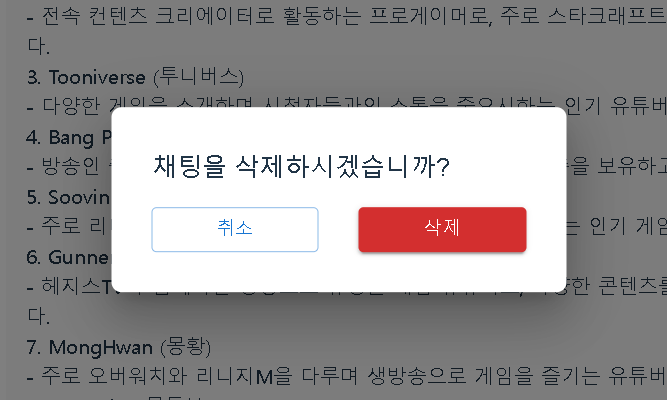 - 전속 컨텐츠 크리에이터로 활동하는 프로게이머로, 주로 스타크래프트
다.
3. Tooniverse (투니버스)
- 다양한 게임을 소개하며 시청자들과의 소통을 중요시하는 인기 유튜버
4. Bang P
- 방송인 을 보유하고
5. Soovin
- 주로 리니 는 인기 게임
6. Gunne
- 헤지스T 한 콘텐츠를
다.
7. MongHwan (몽황)
- 주로 오버워치와 리니지M을 다루며 생방송으로 게임을 즐기는 유튜버
채팅을 삭제하시겠습니까?
취소 삭제